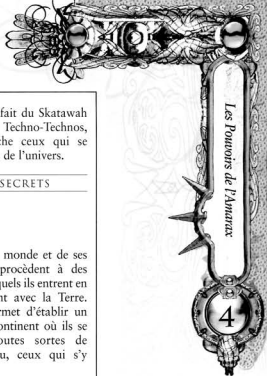 fait du Skatawah
Techno-Technos,
che ceux qui se
de l'univers.
SECRETS
monde et de ses
procèdent à des
quels ils entrent en
nt avec la Terre.
rmet d'établir un
ontinent où ils se
outes sortes de
u, ceux qui s'y
Les Pouvoirs de l'Amarax
4